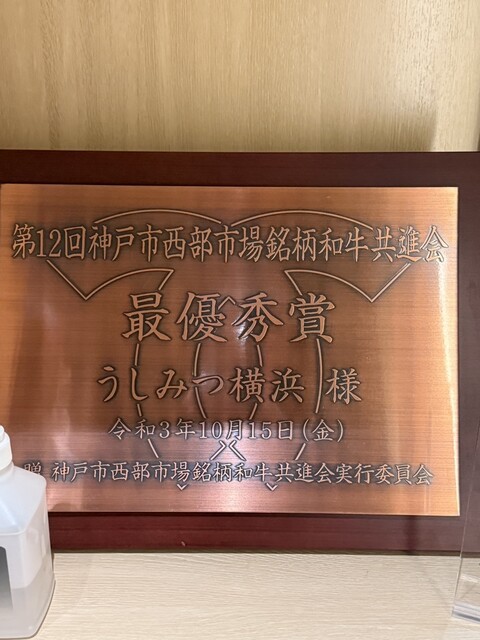 第12回神戸市西部市場銘柄和牛共進会
最優秀賞
うしみつ横浜 様
令和3年10月15日(金)
贈 神戸市西部市場銘柄和牛共進会実行委員会